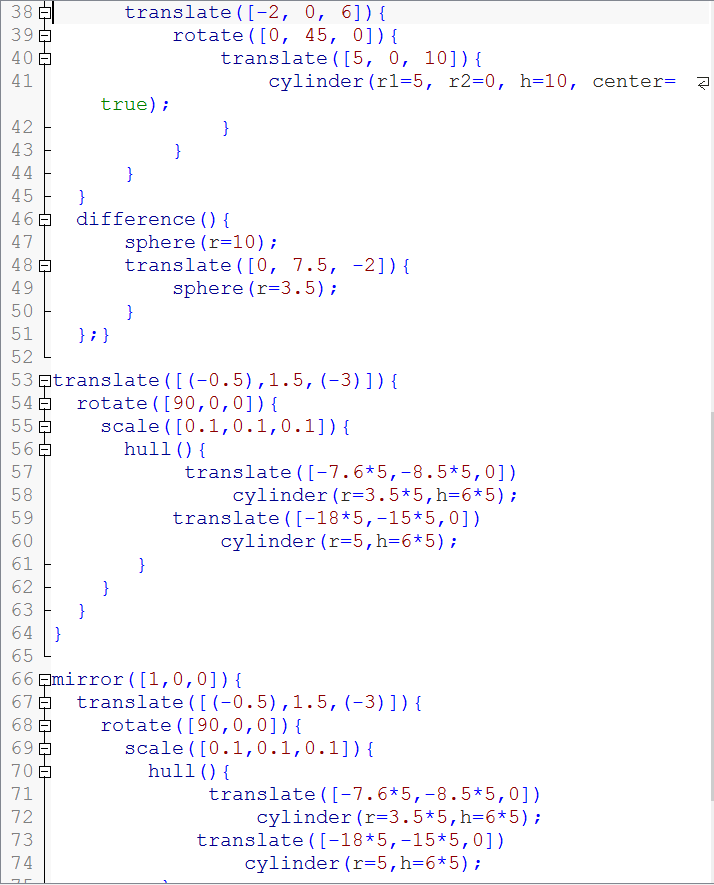 38 translate([-2, 0, 6]){
39 rotate([0, 45, 0]){
40 translate([5, 0, 10]){
41 cylinder(r1=5, r2=0, h=10, center=
true);
42 }
43 }
44 }
45 }
46 difference(){
47 sphere(r=10);
48 translate([0, 7.5, -2]){
49 sphere(r=3.5);
50 }
51 };}
52
53 translate([(-0.5),1.5,(-3)]){
54 rotate([90,0,0]){
55 scale([0.1,0.1,0.1]){
56 hull(){
57 translate([-7.6*5,-8.5*5,0])
58 cylinder(r=3.5*5,h=6*5);
59 translate([-18*5,-15*5,0])
60 cylinder(r=5,h=6*5);
61 }
62 }
63 }
64 }
65
66 mirror([1,0,0]){
67 translate([(-0.5),1.5,(-3)]){
68 rotate([90,0,0]){
69 scale([0.1,0.1,0.1]){
70 hull(){
71 translate([-7.6*5,-8.5*5,0])
72 cylinder(r=3.5*5,h=6*5);
73 translate([-18*5,-15*5,0])
74 cylinder(r=5,h=6*5);